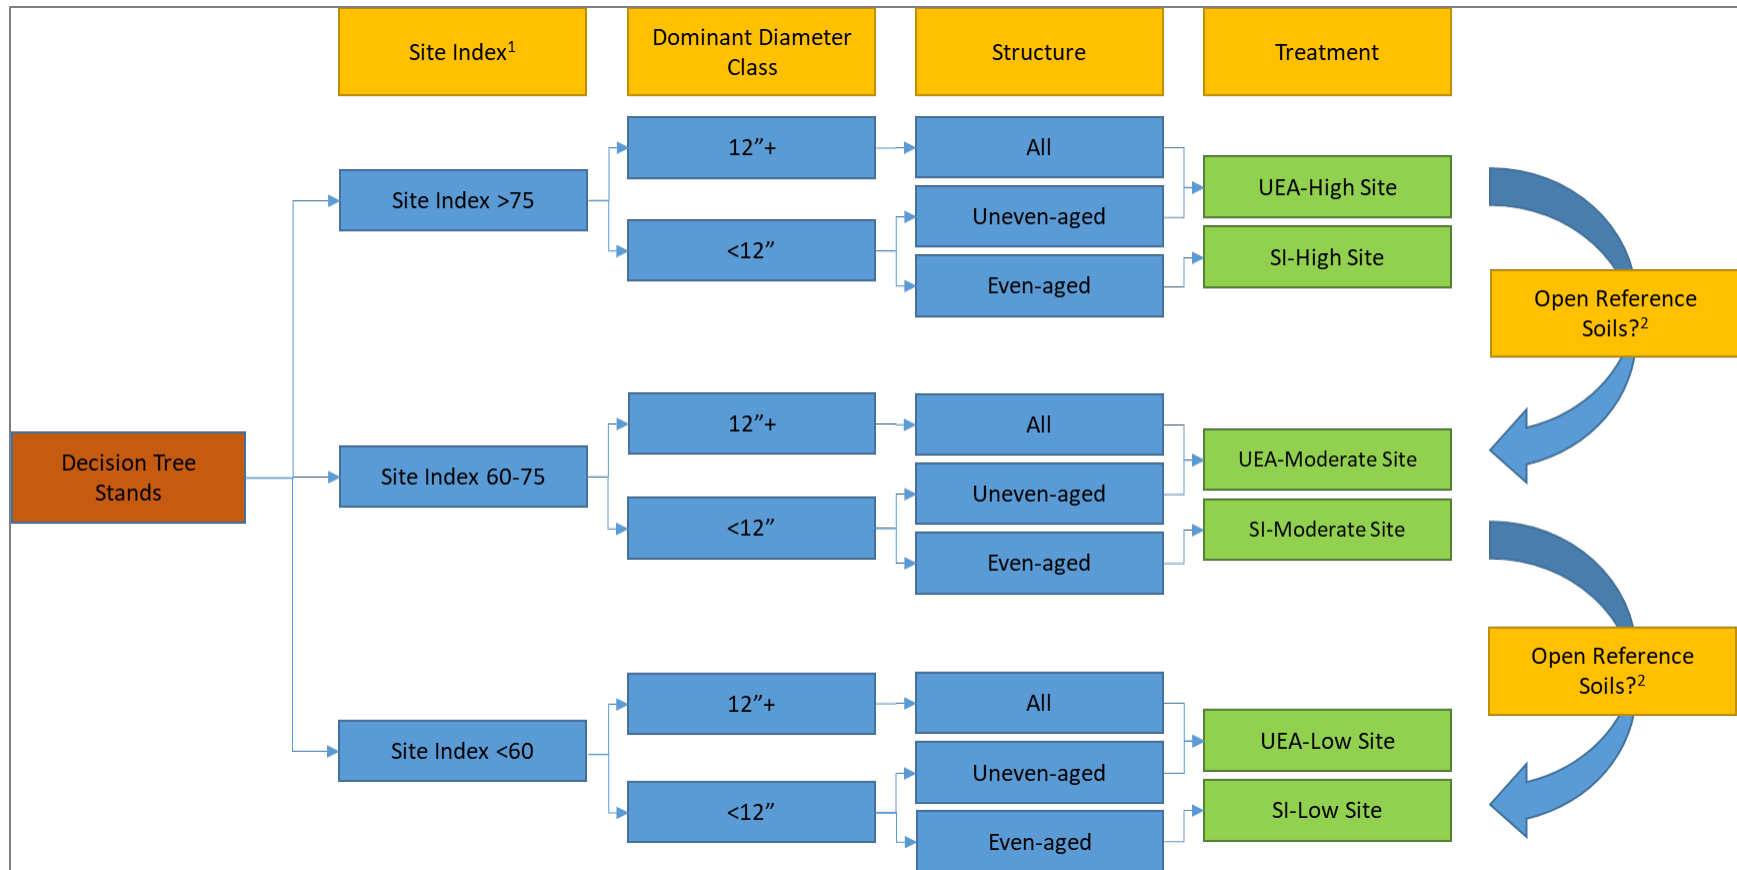 Site Index¹
Dominant Diameter
Class
Structure
Treatment
12”+
All
Site Index >75
UEA-High Site
<12”
Uneven-aged
SI-High Site
Even-aged
Open Reference
Soils?²
12”+
All
Decision Tree
Stands
Site Index 60-75
UEA-Moderate Site
<12”
Uneven-aged
SI-Moderate Site
Even-aged
Open Reference
Soils?²
12”+
All
Site Index <60
UEA-Low Site
<12”
Uneven-aged
SI-Low Site
Even-aged